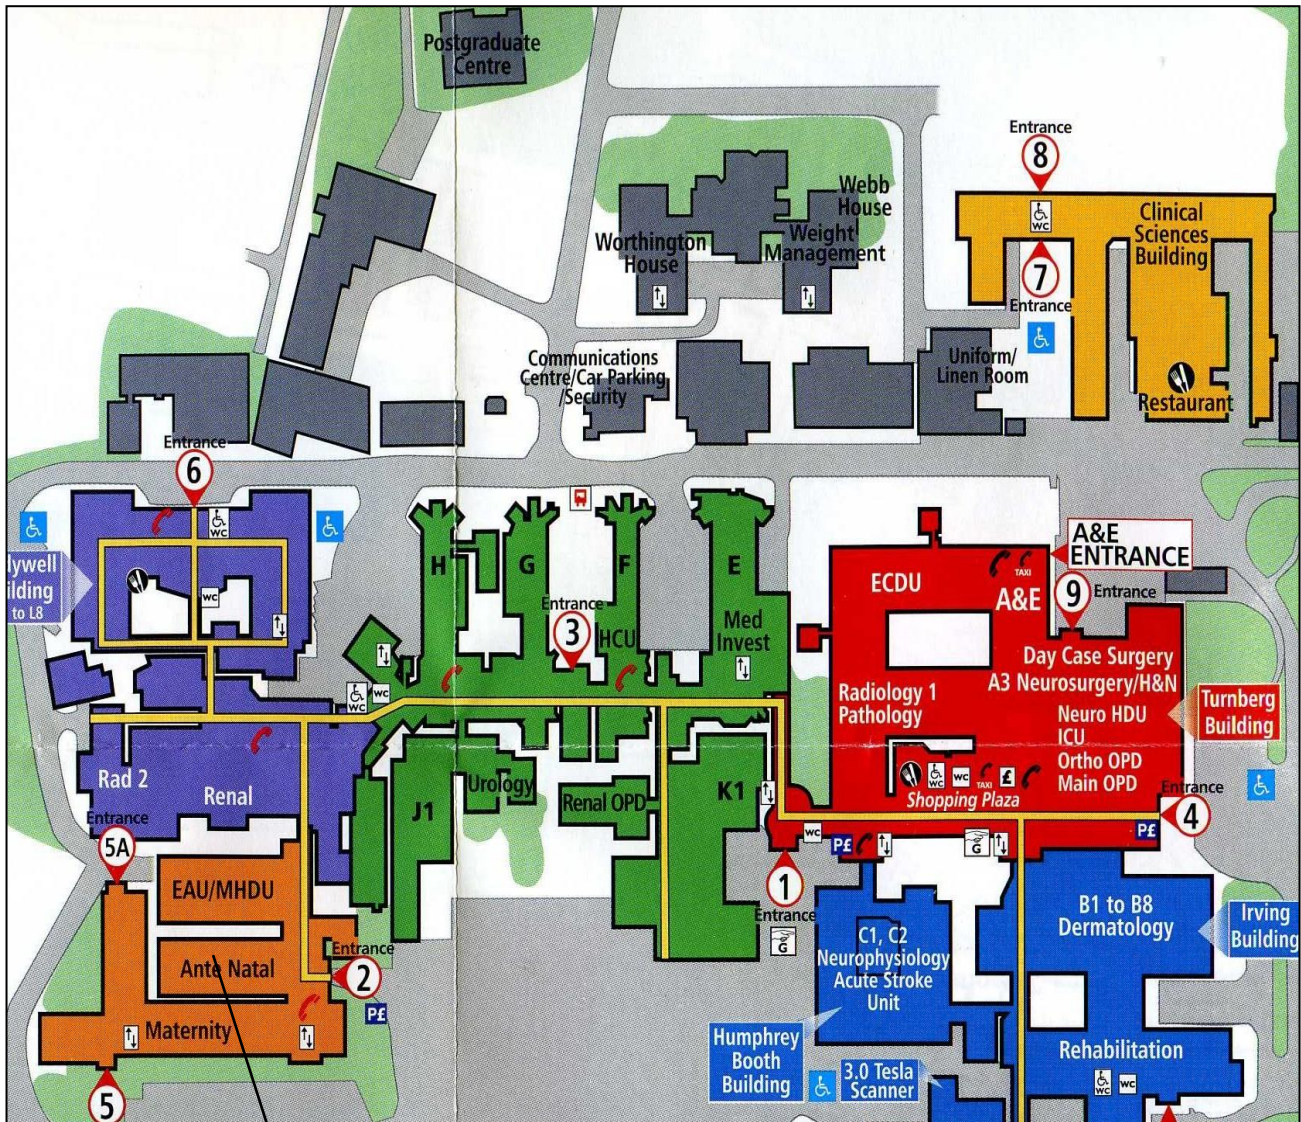 Postgraduate
Centre
Entrance
8
Webb
House
Worthington
House
Weight
Management
Clinical
Sciences
Building
WC
7
Entrance
Communications
Centre/Car Parking
/Security
Uniform/
Linen Room
Restaurant
Entrance
6
WC
WC
lywell
ilding
to L8
H
G
F
E
Entrance
3
HCU
Med
Invest
ECDU
TAXI
A&E
A&E
ENTRANCE
9
Entrance
Day Case Surgery
A3 Neurosurgery/H&N
Radiology 1
Pathology
Neuro HDU
ICU
Ortho OPD
Main OPD
Turnberg
Building
WC
WC
Rad 2
Renal
Urology
J1
Renal OPD
K1
WC
WC
TAXI
£
Shopping Plaza
Entrance
4
P£
WC
P£
G
Entrance
5A
EAU/MHDU
1
Entrance
G
B1 to B8
Dermatology
Irving
Building
C1, C2
Neurophysiology
Acute Stroke
Unit
Ante Natal
Entrance
2
P£
Maternity
Humphrey
Booth
Building
3.0 Tesla
Scanner
Rehabilitation
WC
WC
5